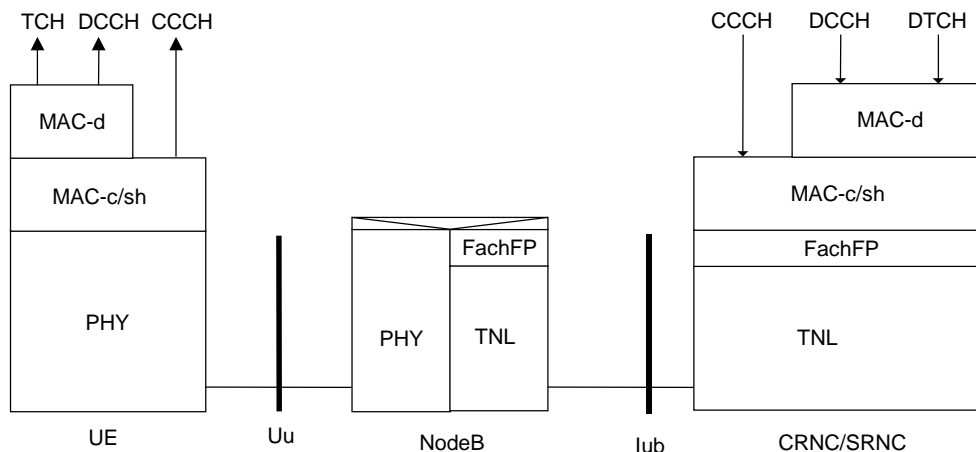 TCH DCCH CCCH
CCCH DCCH DTCH
MAC-d
MAC-d
MAC-c/sh
MAC-c/sh
FachFP
FachFP
PHY
PHY
TNL
TNL
UE
Uu
NodeB
Iub
CRNC/SRNC